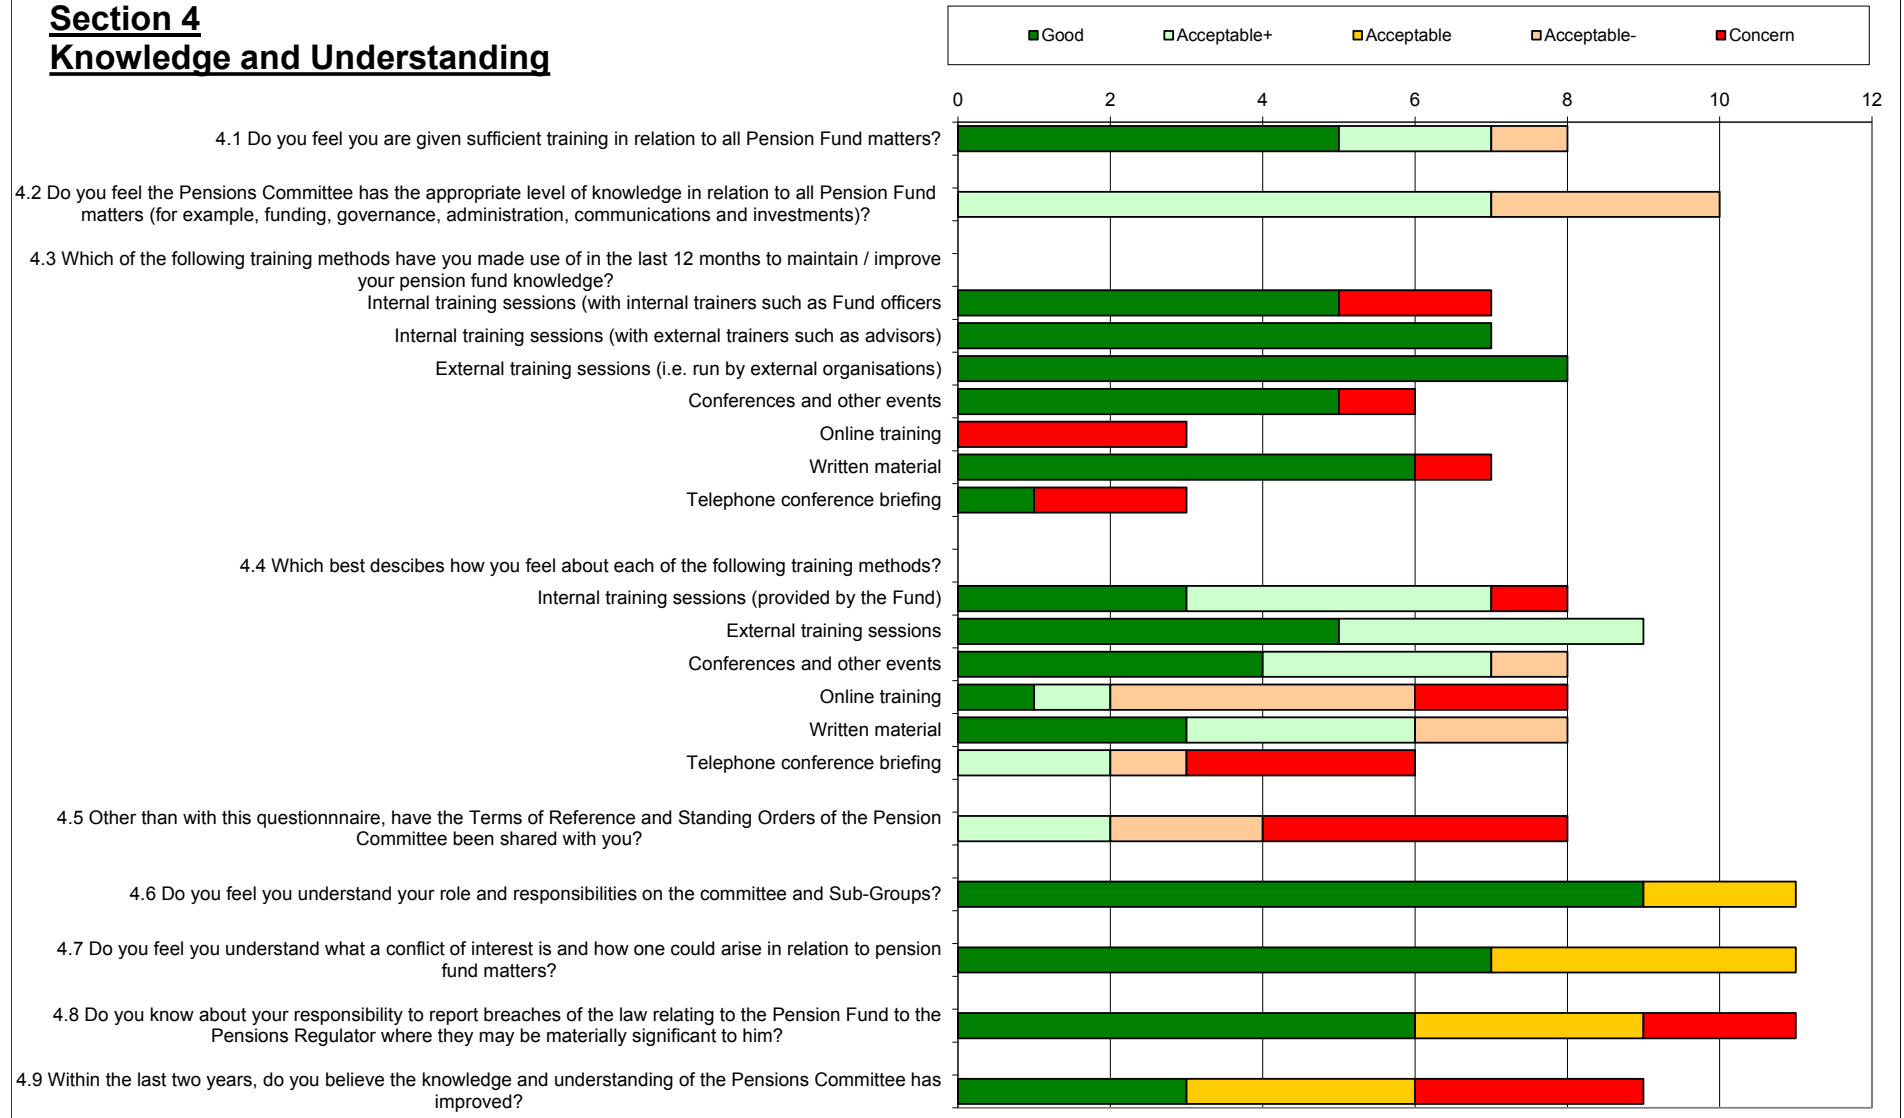 Section 4
Knowledge and Understanding
Good Acceptable+ Acceptable Acceptable- Concern
0 2 4 6 8 10 12
4.1 Do you feel you are given sufficient training in relation to all Pension Fund matters?
4.2 Do you feel the Pensions Committee has the appropriate level of knowledge in relation to all Pension Fund
matters (for example, funding, governance, administration, communications and investments)?
4.3 Which of the following training methods have you made use of in the last 12 months to maintain / improve
your pension fund knowledge?
Internal training sessions (with internal trainers such as Fund officers
Internal training sessions (with external trainers such as advisors)
External training sessions (i.e. run by external organisations)
Conferences and other events
Online training
Written material
Telephone conference briefing
4.4 Which best descibes how you feel about each of the following training methods?
Internal training sessions (provided by the Fund)
External training sessions
Conferences and other events
Online training
Written material
Telephone conference briefing
4.5 Other than with this questionnnaire, have the Terms of Reference and Standing Orders of the Pension
Committee been shared with you?
4.6 Do you feel you understand your role and responsibilities on the committee and Sub-Groups?
4.7 Do you feel you understand what a conflict of interest is and how one could arise in relation to pension
fund matters?
4.8 Do you know about your responsibility to report breaches of the law relating to the Pension Fund to the
Pensions Regulator where they may be materially significant to him?
4.9 Within the last two years, do you believe the knowledge and understanding of the Pensions Committee has
improved?